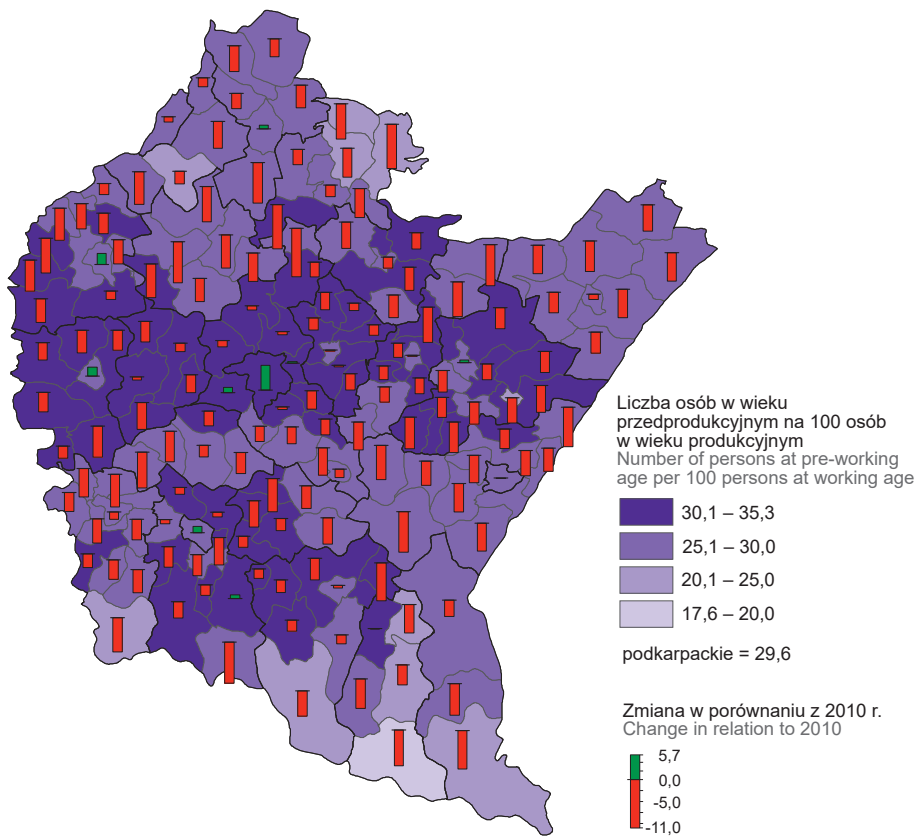 Liczba osób w wieku
przedprodukcyjnym na 100 osób
w wieku produkcyjnym
Number of persons at pre-working
age per 100 persons at working age
30,1 – 35,3
25,1 – 30,0
20,1 – 25,0
17,6 – 20,0
podkarpackie = 29,6
Zmiana w porównaniu z 2010 r.
Change in relation to 2010
5,7
0,0
-5,0
-11,0